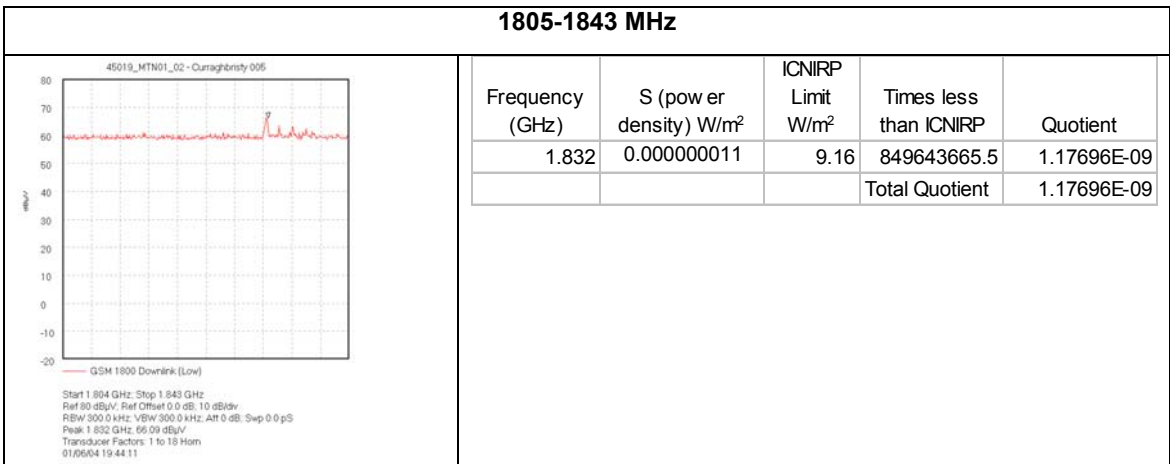 1805-1843 MHz
45019_MTN01_02 - Curraghbristy 005
80
70
60
50
40
30
20
10
0
-10
-20
dBµV
GSM 1800 Downlink (Low)
Start 1.804 GHz; Stop 1.843 GHz
Ref 80 dBµV; Ref Offset 0.0 dB; 10 dB/div
RBW 300.0 kHz; VBW 300.0 kHz; Att 0 dB; Swp 0.0 pS
Peak 1.832 GHz, 66.09 dBµV
Transducer Factors: 1 to 18 Horn
01/06/04 19:44:11
Frequency (GHz) S (pow er density) W/m² ICNIRP Limit W/m² Times less than ICNIRP Quotient
1.832 0.000000011 9.16 849643665.5 1.17696E-09
Total Quotient 1.17696E-09